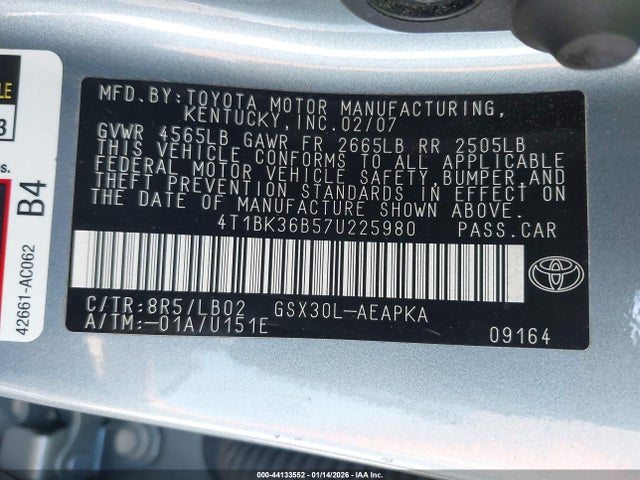 MFD.BY:TOYOTA MOTOR MANUFACTURING,
KENTUCKY, INC. 02/07
GVWR 4565LB GAWR FR 2665LB RR 2505LB
THIS VEHICLE CONFORMS TO ALL APPLICABLE
FEDERAL MOTOR VEHICLE SAFETY, BUMPER, AND
THEFT PREVENTION STANDARDS IN EFFECT ON
THE DATE OF MANUFACTURE SHOWN ABOVE.
4T1BK36B57U225980 PASS.CAR
C/TR:8R5/LB02 GSX30L-AEAPKA
A/TM:-01A/U151E
09164
TOYOTA
42661-AC062
B4
LE
3
s.
000-44133552 | 01/14/2026 | IAA Inc.